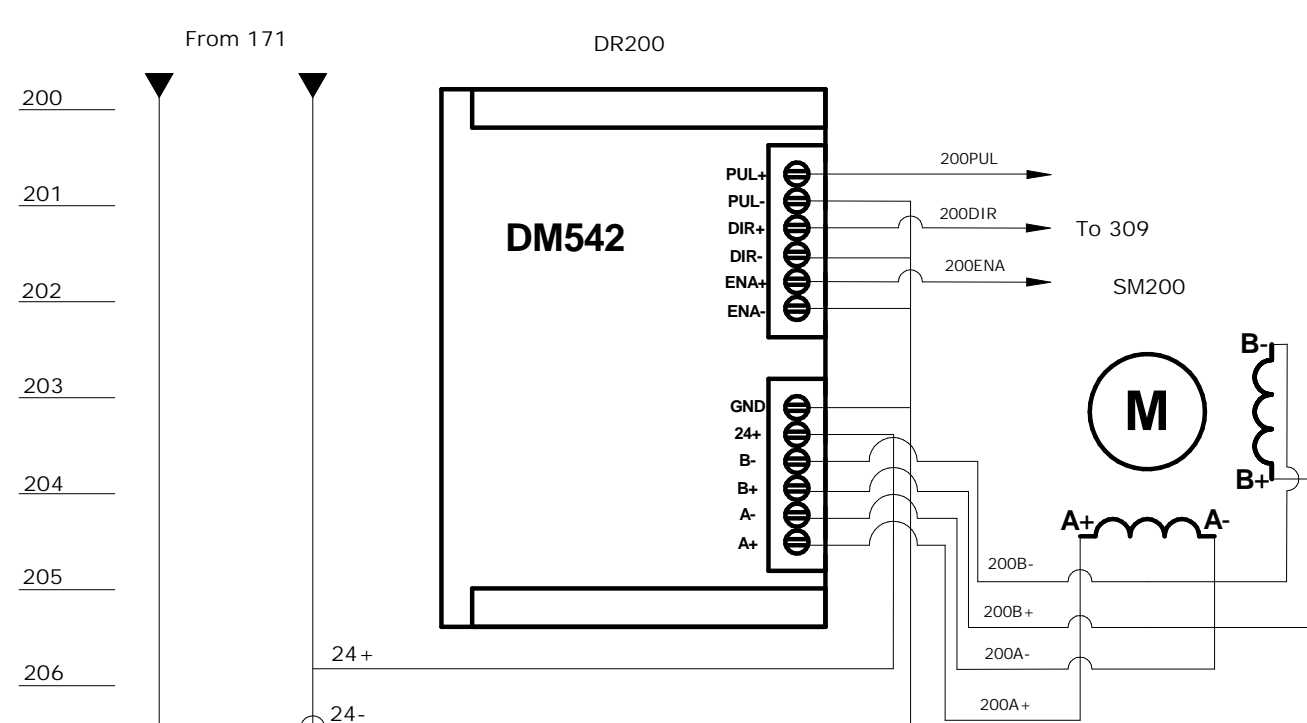 From 171
DR200
200
PUL+
200PUL
201
PUL-
DM542
DIR+
200DIR
To 309
DIR-
ENA+
200ENA
202
SM200
ENA-
B-
203
M
GND
24+
B-
204
B+
B+
A-
A+
A-
A+
205
200B-
200B+
24+
200A-
206
24-
200A+